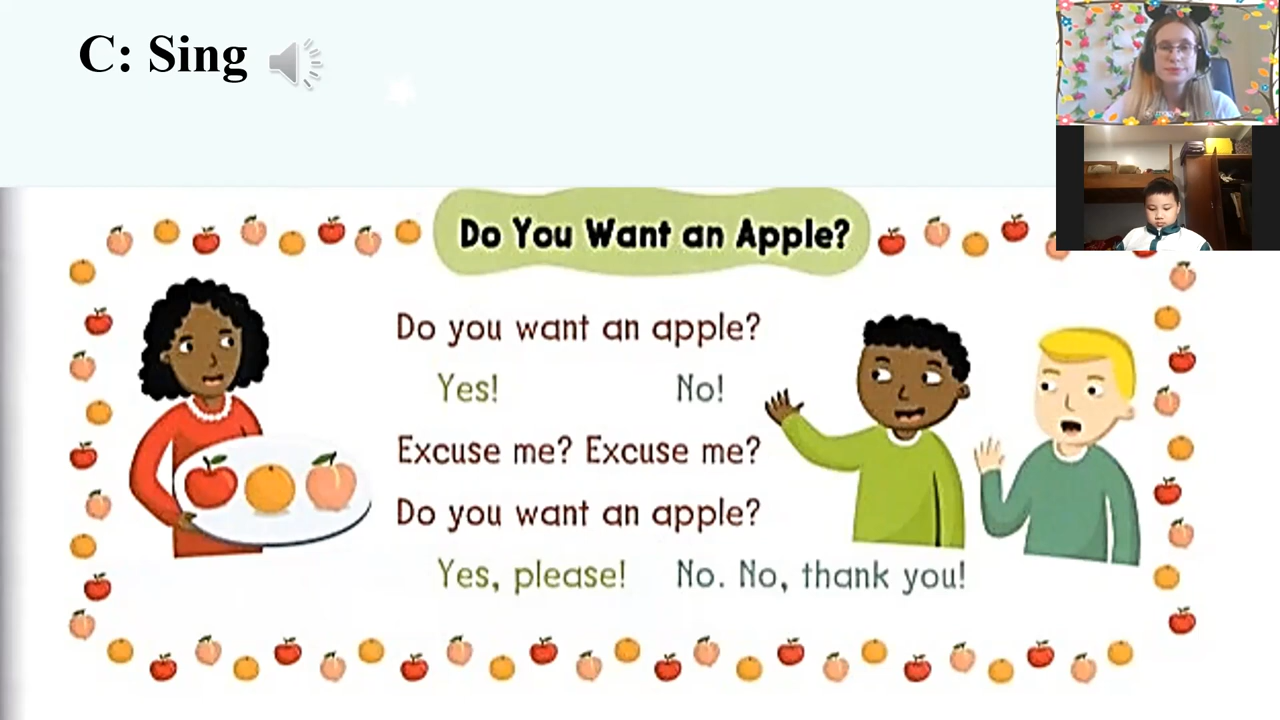 C: Sing
Do You Want an Apple?
Do you want an apple?
Yes! No!
Excuse me? Excuse me?
Do you want an apple?
Yes, please! No. No, thank you!